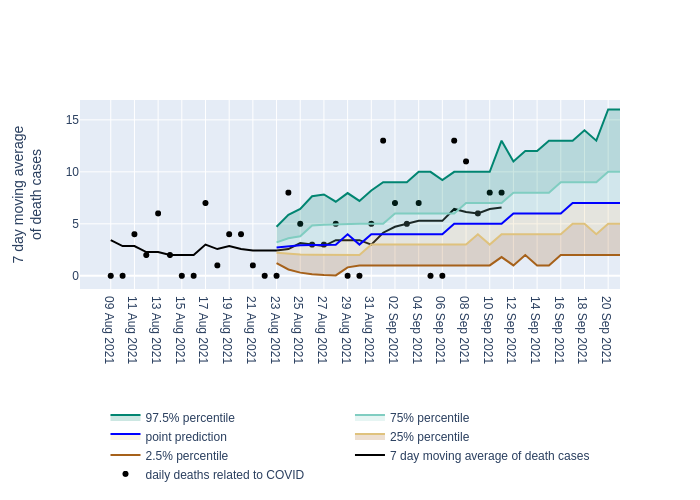 7 day moving average
of death cases
15
10
5
0
09 Aug 2021
11 Aug 2021
13 Aug 2021
15 Aug 2021
17 Aug 2021
19 Aug 2021
21 Aug 2021
23 Aug 2021
25 Aug 2021
27 Aug 2021
29 Aug 2021
31 Aug 2021
02 Sep 2021
04 Sep 2021
06 Sep 2021
08 Sep 2021
10 Sep 2021
12 Sep 2021
14 Sep 2021
16 Sep 2021
18 Sep 2021
20 Sep 2021
97.5% percentile
75% percentile
point prediction
25% percentile
2.5% percentile
7 day moving average of death cases
daily deaths related to COVID